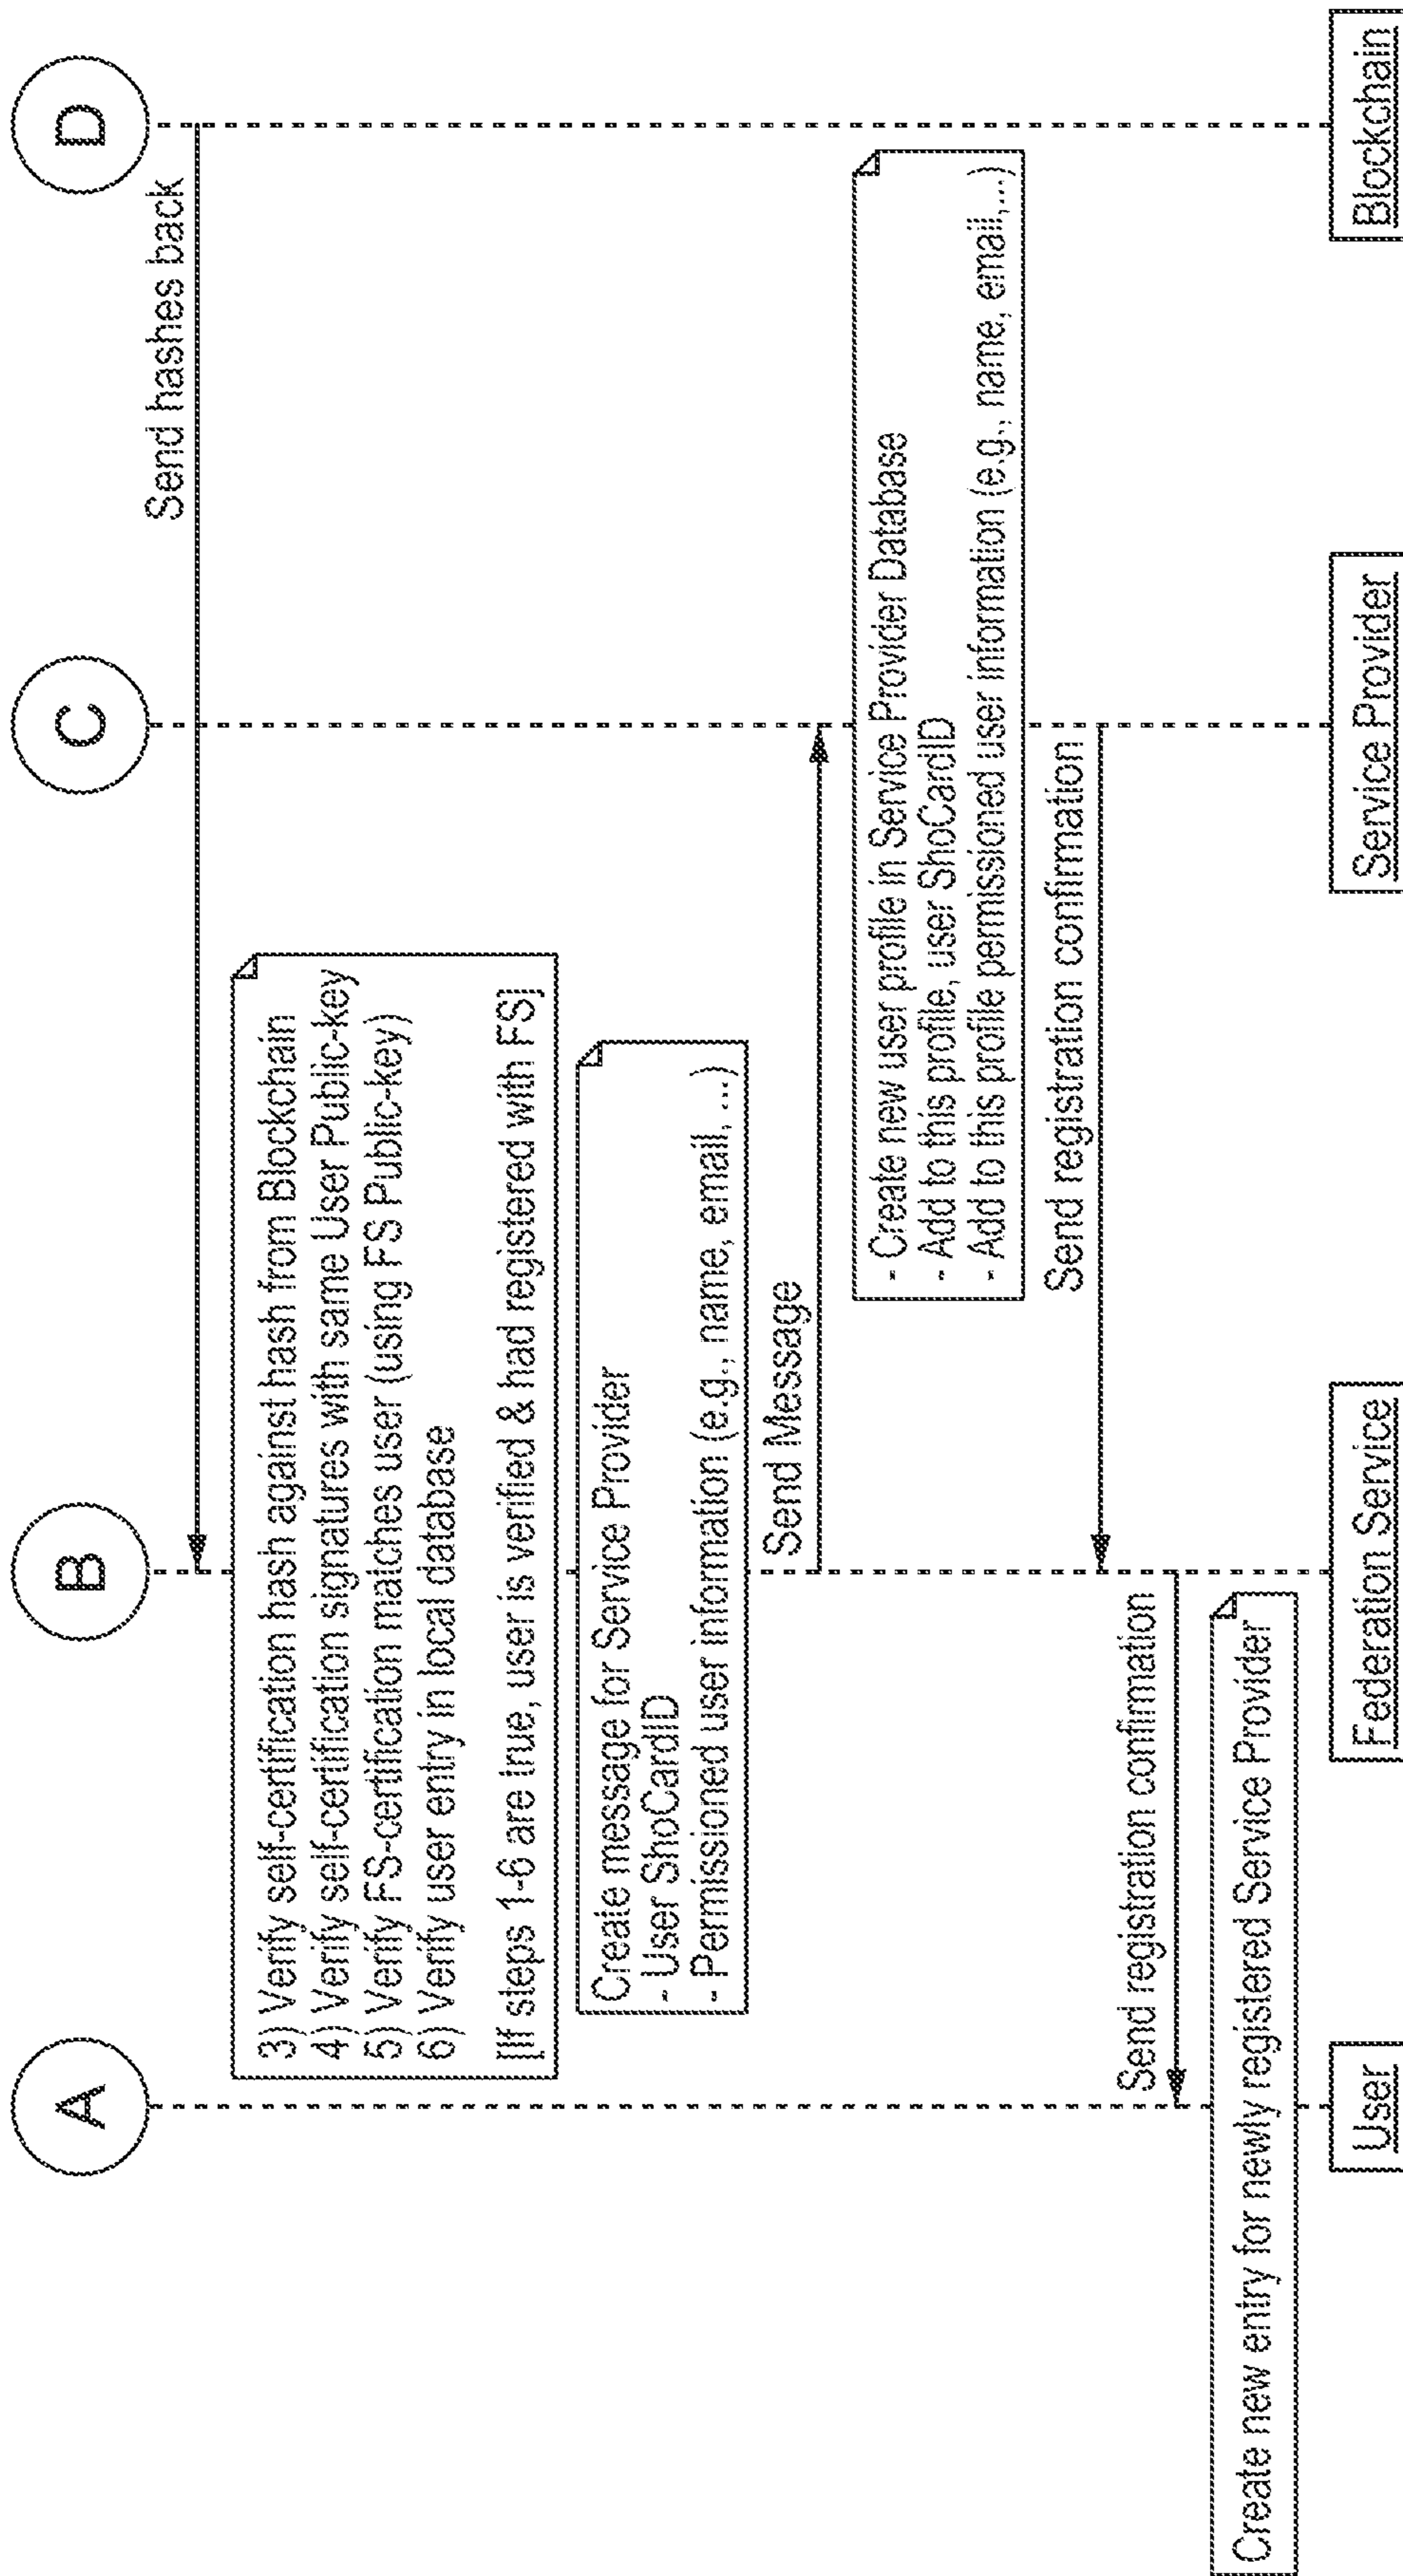 A
B
C
D
Send hashes back
3) Verify self-certification hash against hash from Blockchain
4) Verify self-certification signatures with same User Public-key
5) Verify FS-certification matches user (using FS Public-key)
6) Verify user entry in local database
[If steps 1-6 are true, user is verified & had registered with FS]
Create message for Service Provider
- User ShoCardID
- Permissioned user information (e.g., name, email, ...)
Send Message
- Create new user profile in Service Provider Database
- Add to this profile, user ShoCardID
- Add to this profile permissioned user information (e.g., name, email,...)
Send registration confirmation
Send registration confirmation
Create new entry for newly registered Service Provider
User
Federation Service
Service Provider
Blockchain